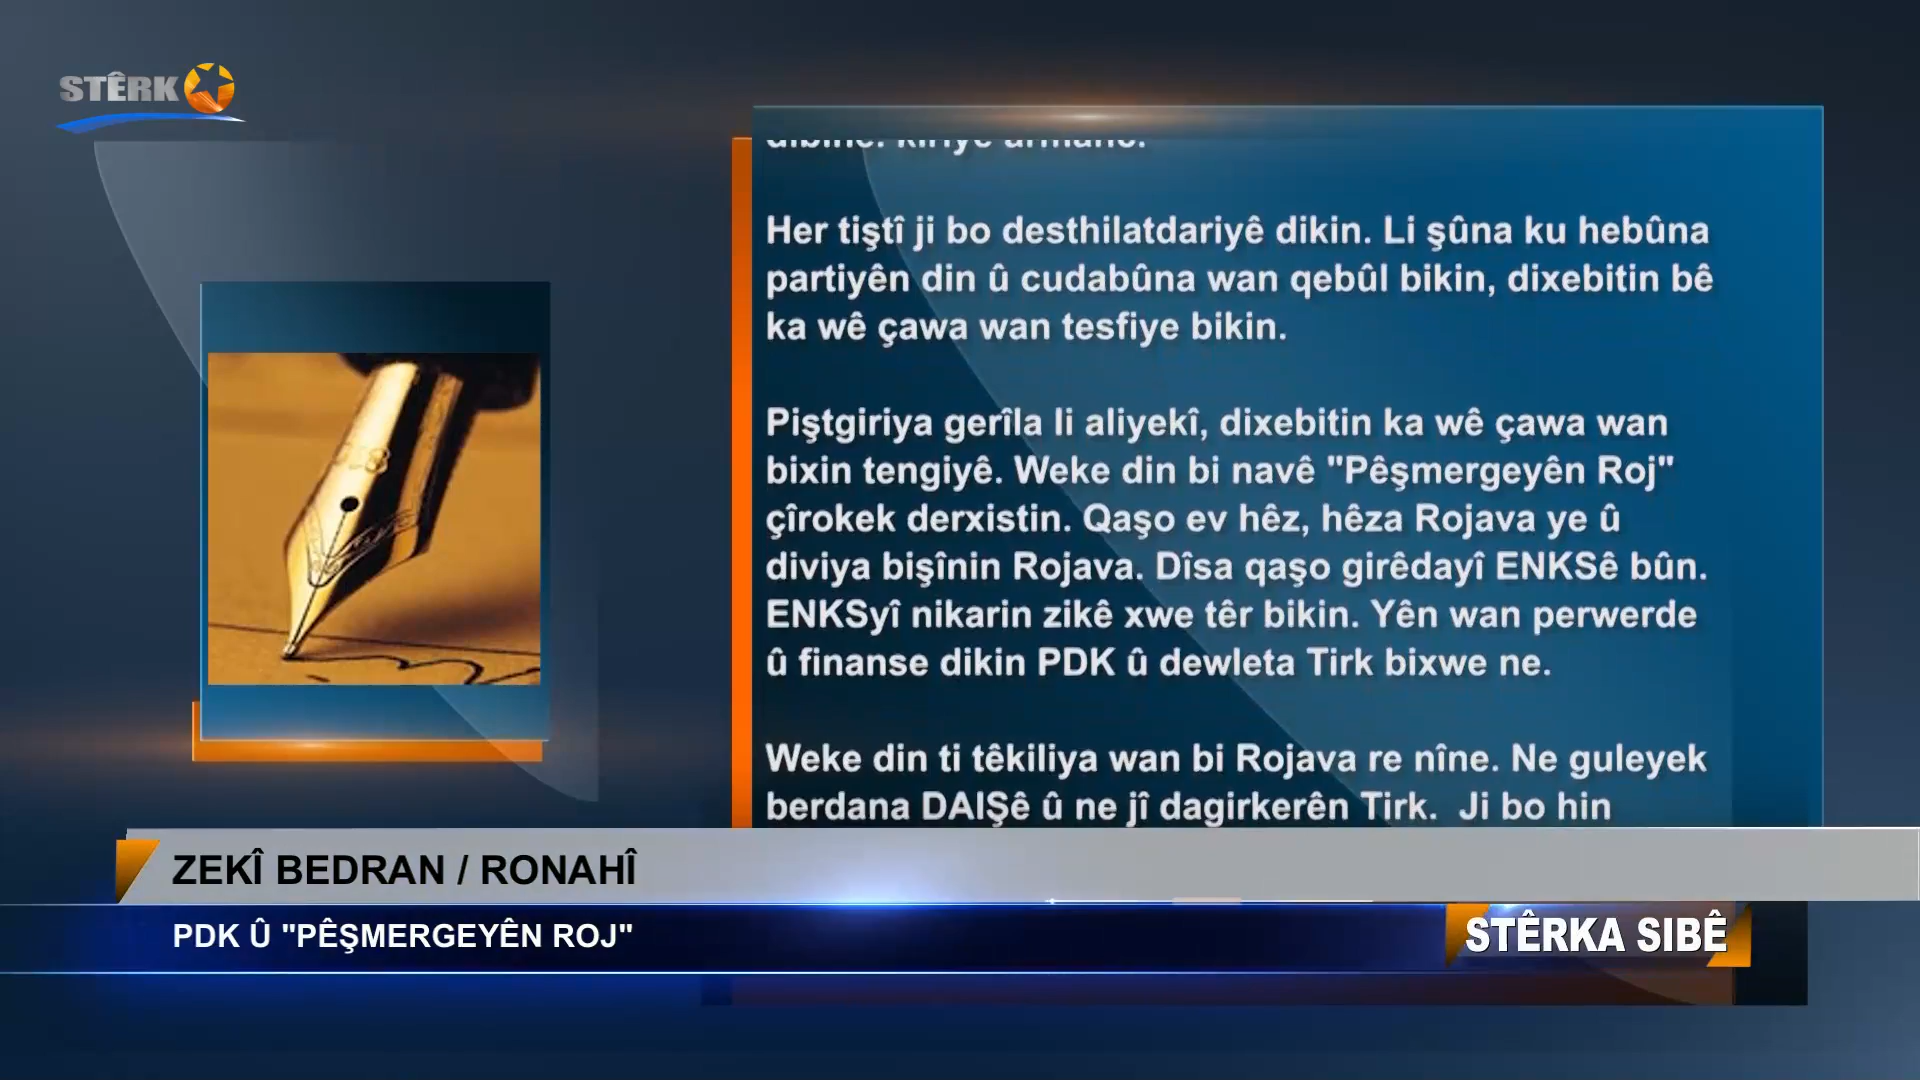 STÊRK
Her tiştî ji bo desthilatdariyê dikin. Li şûna ku hebûna
partiyên din û cudabûna wan qebûl bikin, dixebitin bê
ka wê çawa wan tesfiye bikin.
Piştgiriya gerîla li aliyekî, dixebitin ka wê çawa wan
bixin tengiyê. Weke din bi navê "Pêşmergeyên Roj"
çîrokek derxistin. Qaşo ev hêz, hêza Rojava ye û
diviya bişînin Rojava. Dîsa qaşo girêdayî ENKSê bûn.
ENKSyî nikarin zikê xwe têr bikin. Yên wan perwerde
û finanse dikin PDK û dewleta Tirk bixwe ne.
Weke din ti têkiliya wan bi Rojava re nîne. Ne guleyek
berdana DAIŞê û ne jî dagirkerên Tirk.  Ji bo hin
ZEKÎ BEDRAN / RONAHÎ
PDK Û "PÊŞMERGEYÊN ROJ"
STÊRKA SIBÊ